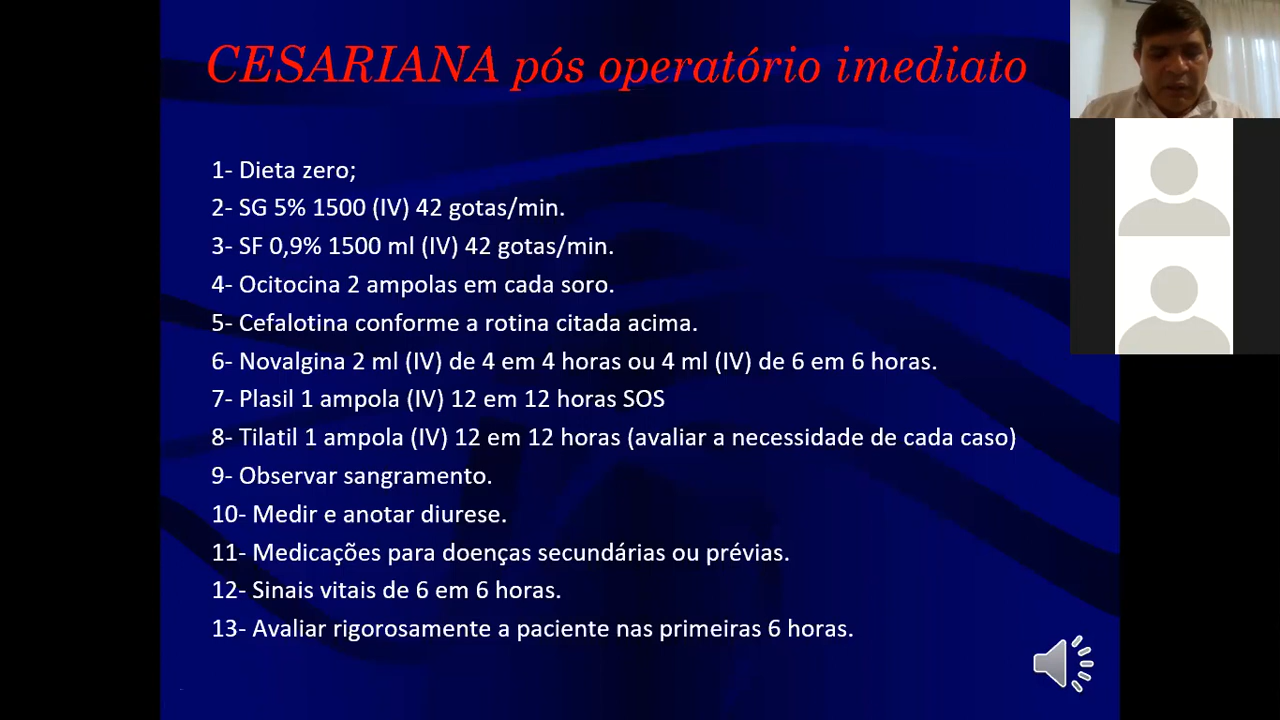 CESARIANA pós operatório imediato
1- Dieta zero;
2- SG 5% 1500 (IV) 42 gotas/min.
3- SF 0,9% 1500 ml (IV) 42 gotas/min.
4- Ocitocina 2 ampolas em cada soro.
5- Cefalotina conforme a rotina citada acima.
6- Novalgina 2 ml (IV) de 4 em 4 horas ou 4 ml (IV) de 6 em 6 horas.
7- Plasil 1 ampola (IV) 12 em 12 horas SOS
8- Tilatil 1 ampola (IV) 12 em 12 horas (avaliar a necessidade de cada caso)
9- Observar sangramento.
10- Medir e anotar diurese.
11- Medicações para doenças secundárias ou prévias.
12- Sinais vitais de 6 em 6 horas.
13- Avaliar rigorosamente a paciente nas primeiras 6 horas.